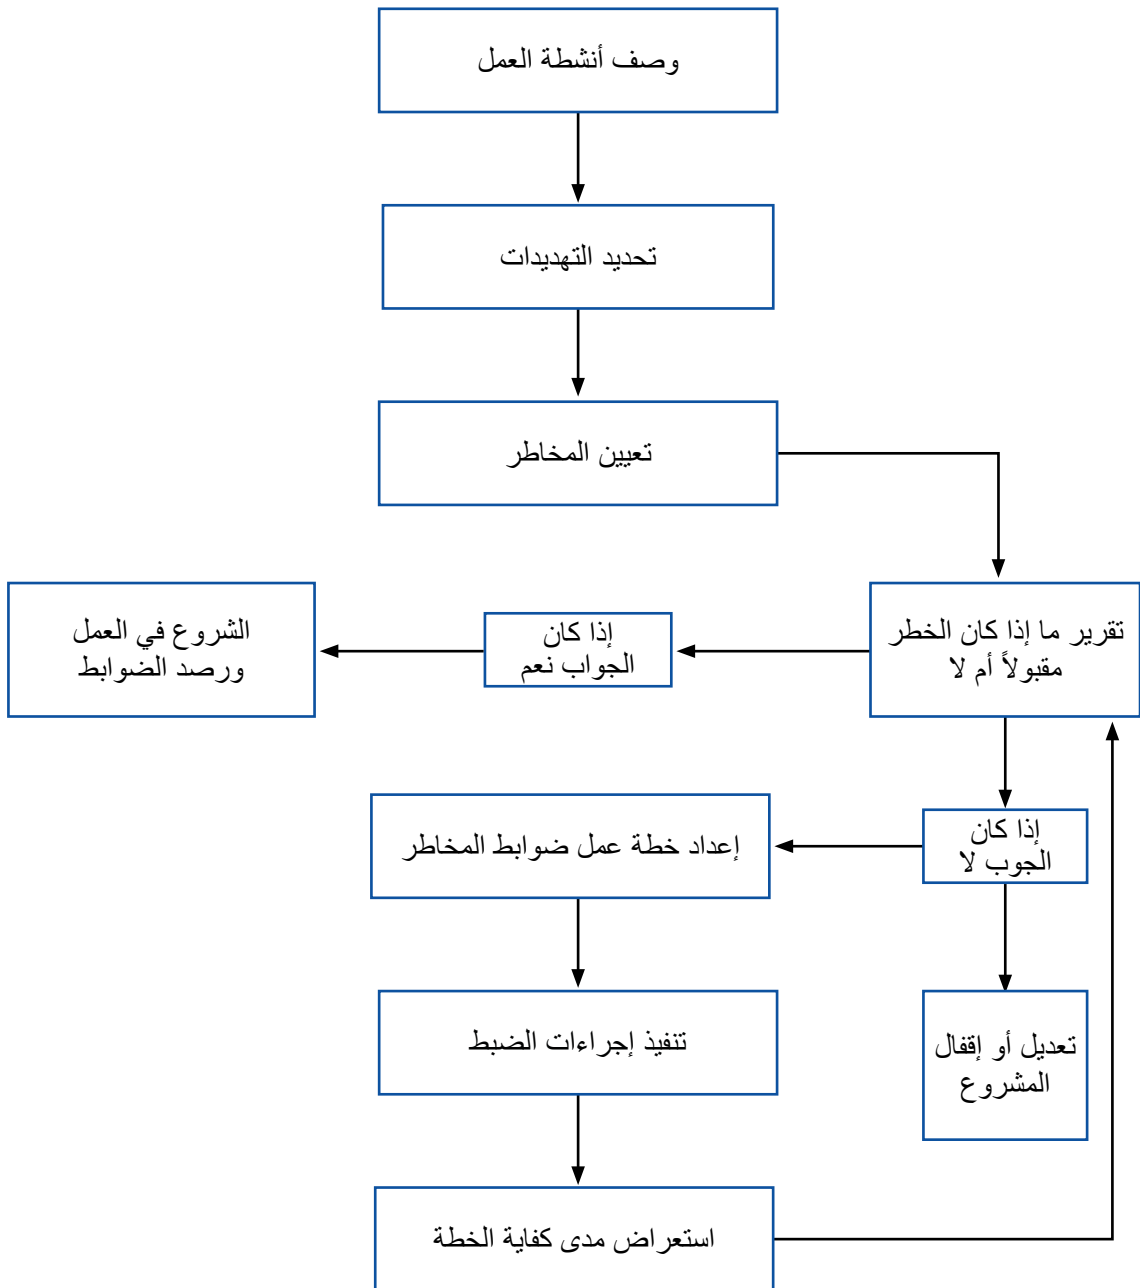 وصف أنشطة العمل
تحديد التهديدات
تعيين المخاطر
تقرير ما إذا كان الخطر
مقبولاً أم لا
إذا كان
الجواب نعم
الشروع في العمل
ورصد الضوابط
إذا كان
الجوب لا
إعداد خطة عمل ضوابط المخاطر
تعديل أو إقفال
المشروع
تنفيذ إجراءات الضبط
استعراض مدى كفاية الخطة